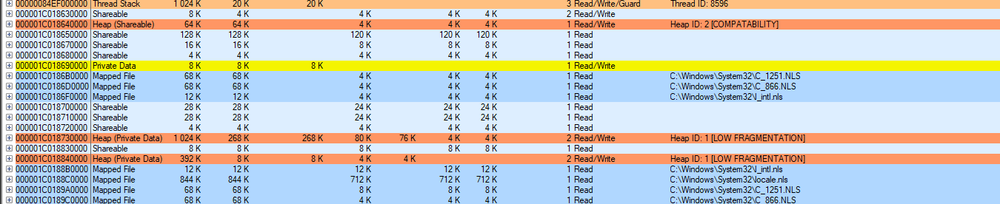 00000084EF000000 Thread Stack 1 024 K 20 K 20 K 3 Read/Write/Guard Thread ID: 8596
000001C018630000 Shareable 8 K 4 K 4 K 4 K 4 K 2 Read/Write
000001C018640000 Heap (Shareable) 64 K 64 K 4 K 4 K 4 K 1 Read/Write Heap ID: 2 [COMPATABILITY]
000001C018650000 Shareable 128 K 128 K 120 K 120 K 120 K 1 Read
000001C018670000 Shareable 16 K 16 K 8 K 8 K 8 K 1 Read
000001C018680000 Shareable 4 K 4 K 4 K 4 K 4 K 1 Read
000001C018690000 Private Data 8 K 8 K 8 K 1 Read/Write
000001C0186B0000 Mapped File 68 K 68 K 4 K 4 K 4 K 1 Read C:\Windows\System32\C_1251.NLS
000001C0186D0000 Mapped File 68 K 68 K 4 K 4 K 4 K 1 Read C:\Windows\System32\C_866.NLS
000001C0186F0000 Mapped File 12 K 12 K 4 K 4 K 4 K 1 Read C:\Windows\System32\l_intl.nls
000001C018700000 Shareable 28 K 28 K 24 K 24 K 24 K 1 Read
000001C018710000 Shareable 28 K 28 K 24 K 24 K 24 K 1 Read
000001C018720000 Shareable 4 K 4 K 4 K 4 K 4 K 1 Read
000001C018730000 Heap (Private Data) 1 024 K 268 K 268 K 80 K 76 K 4 K 4 K 2 Read/Write Heap ID: 1 [LOW FRAGMENTATION]
000001C018830000 Shareable 8 K 8 K 8 K 8 K 8 K 1 Read
000001C018840000 Heap (Private Data) 392 K 8 K 8 K 4 K 4 K 2 Read/Write Heap ID: 1 [LOW FRAGMENTATION]
000001C0188B0000 Mapped File 12 K 12 K 12 K 12 K 12 K 1 Read C:\Windows\System32\l_intl.nls
000001C0188C0000 Mapped File 844 K 844 K 712 K 712 K 712 K 1 Read C:\Windows\System32\locale.nls
000001C0189A0000 Mapped File 68 K 68 K 4 K 4 K 4 K 1 Read C:\Windows\System32\C_1251.NLS
000001C0189C0000 Mapped File 68 K 68 K 4 K 4 K 4 K 1 Read C:\Windows\System32\C_866.NLS